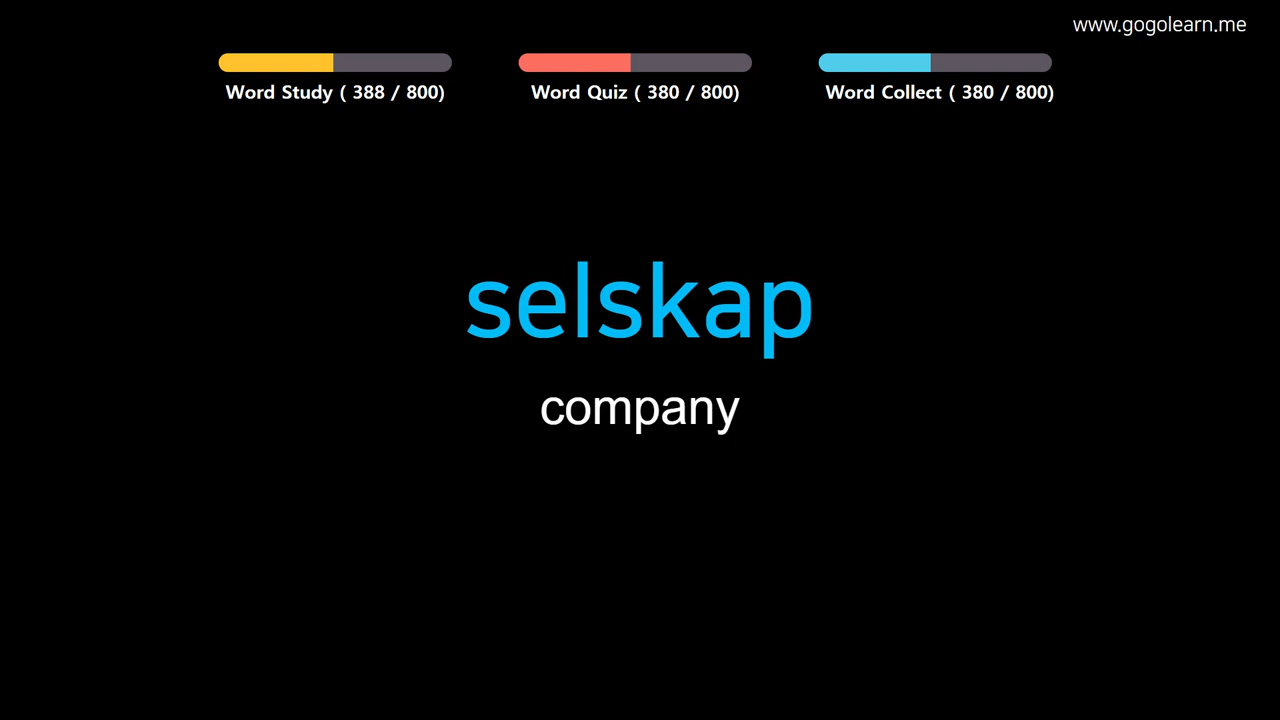 www.gogolearn.me
Word Study ( 388 / 800)
Word Quiz ( 380 / 800)
Word Collect ( 380 / 800)
selskap
company